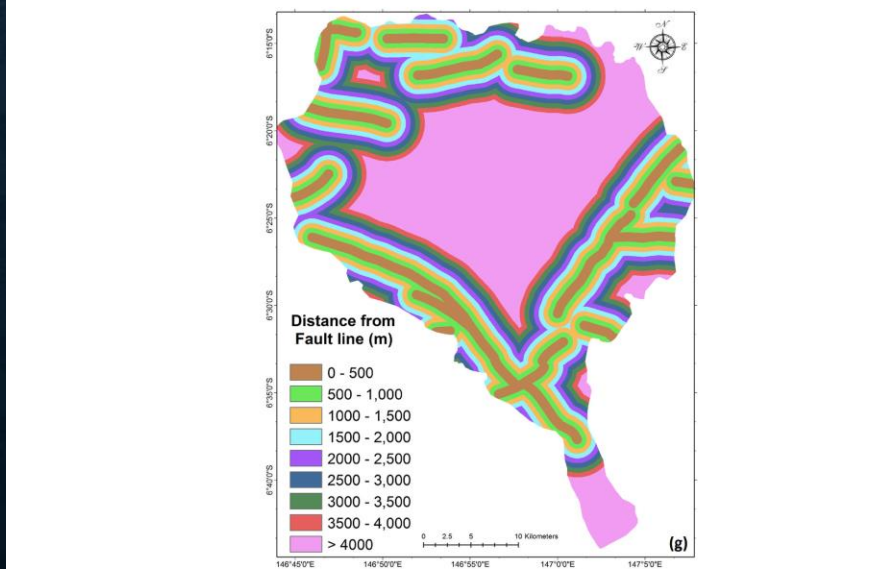 N
W
E
S
6°15'0"S
6°20'0"S
6°25'0"S
6°30'0"S
6°35'0"S
6°40'0"S
Distance from
Fault line (m)
0 - 500
500 - 1,000
1000 - 1,500
1500 - 2,000
2000 - 2,500
2500 - 3,000
3000 - 3,500
3500 - 4,000
> 4000
0 2.5 5 10 Kilometers
(g)
146°45'0"E 146°50'0"E 146°55'0"E 147°0'0"E 147°5'0"E